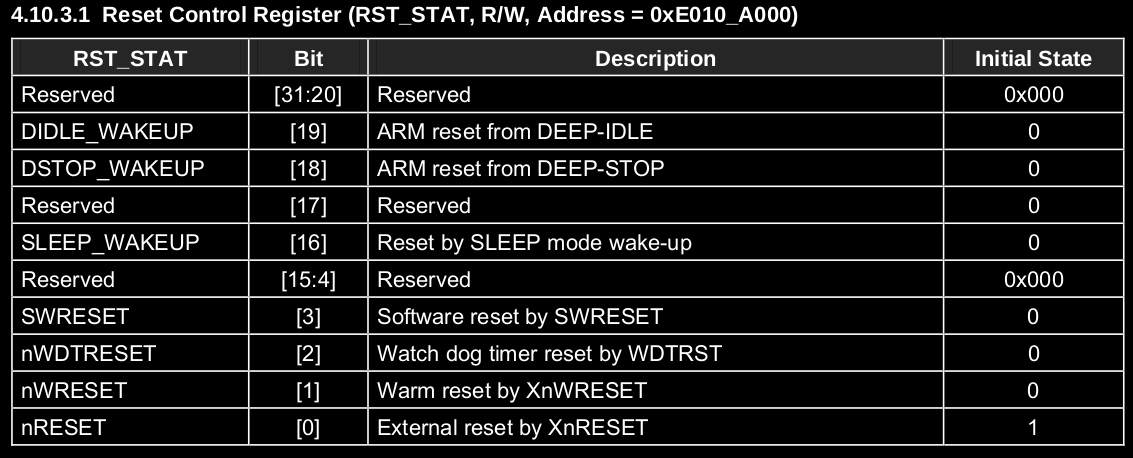 4.10.3.1 Reset Control Register (RST_STAT, R/W, Address = 0xE010_A000)
RST_STAT Bit Description Initial State
Reserved [31:20] Reserved 0x000
DIDLE_WAKEUP [19] ARM reset from DEEP-IDLE 0
DSTOP_WAKEUP [18] ARM reset from DEEP-STOP 0
Reserved [17] Reserved 0
SLEEP_WAKEUP [16] Reset by SLEEP mode wake-up 0
Reserved [15:4] Reserved 0x000
SWRESET [3] Software reset by SWRESET 0
nWDTRESET [2] Watch dog timer reset by WDTRST 0
nWRESET [1] Warm reset by XnWRESET 0
nRESET [0] External reset by XnRESET 1